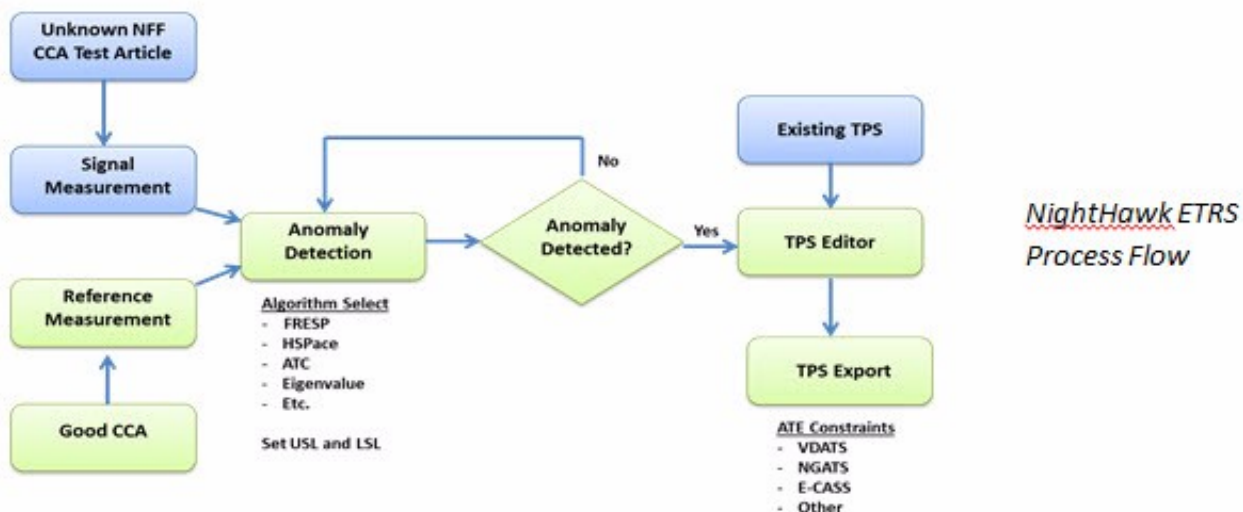 Unknown NFF
CCA Test Article
Signal
Measurement
Reference
Measurement
Good CCA
Anomaly
Detection
Algorithm Select
- FRESP
- HSPace
- ATC
- Eigenvalue
- Etc.
Set USL and LSL
No
Anomaly
Detected?
Yes
Existing TPS
TPS Editor
TPS Export
ATE Constraints
- VDATS
- NGATS
- E-CASS
- Other
NightHawk ETRS
Process Flow